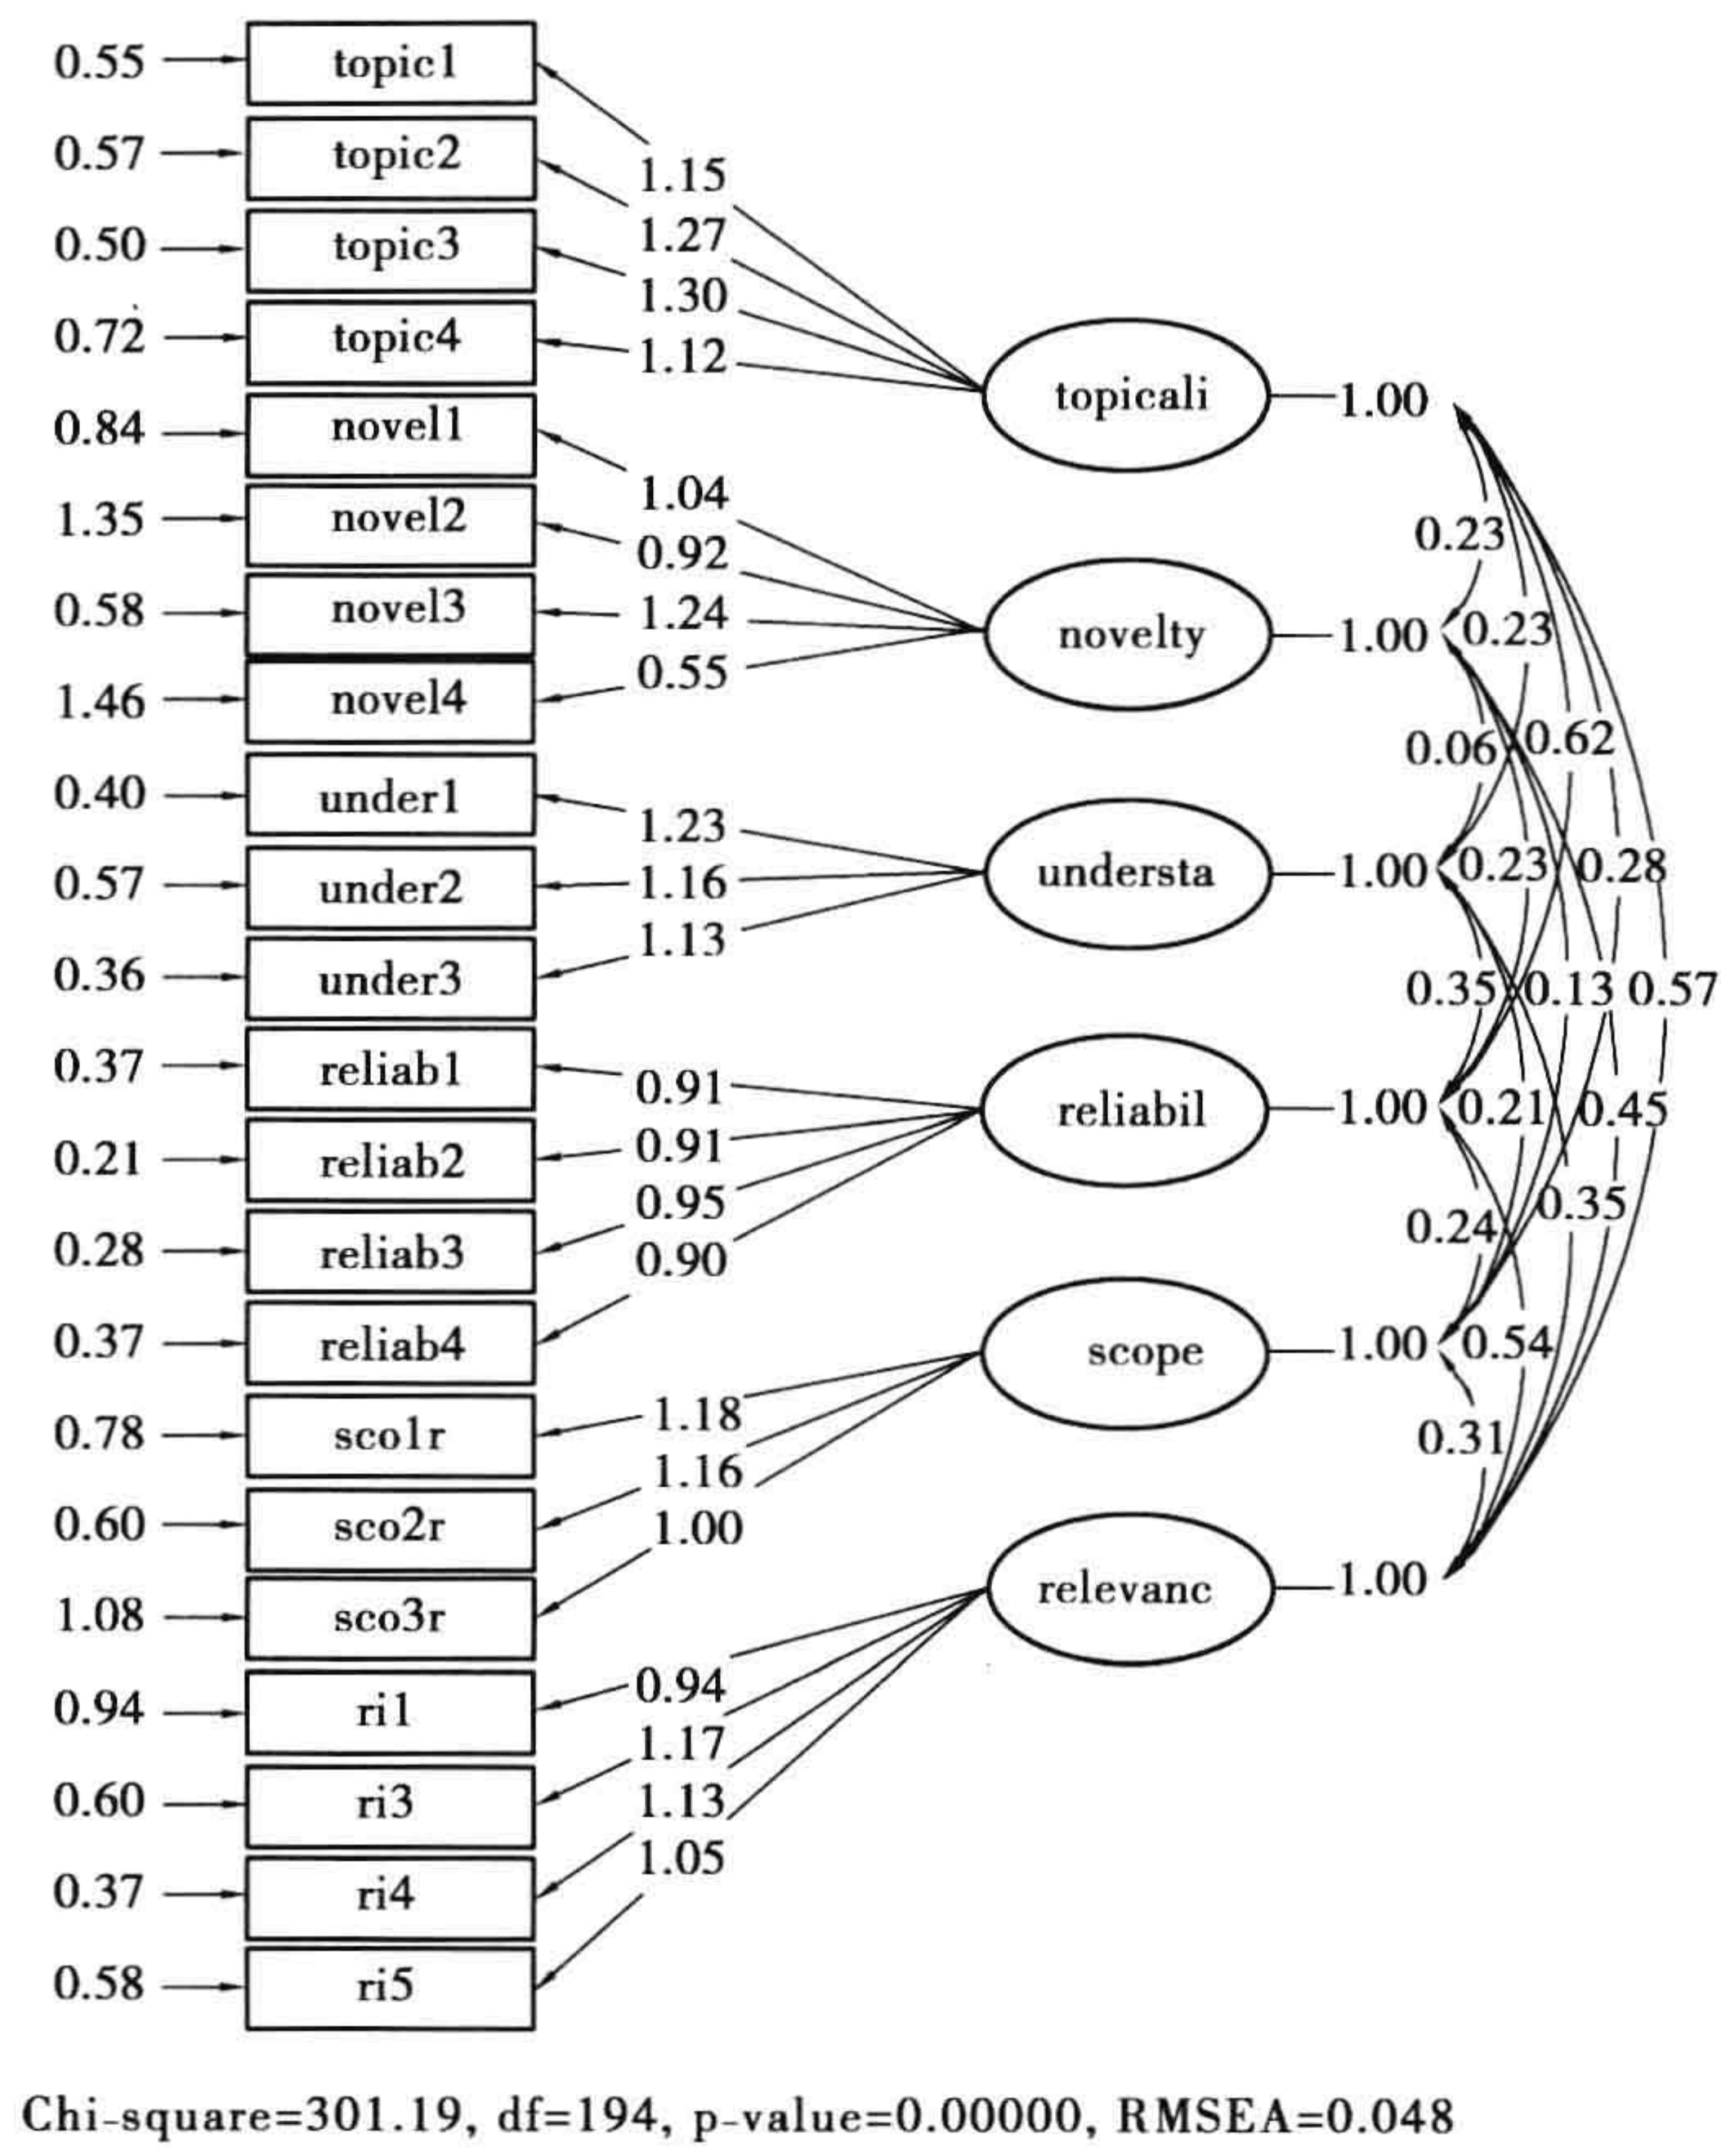 0.55 topic1
1.15
0.57 topic2
1.27
0.50 topic3
1.30
0.72 topic4
1.12
topicali 1.00
0.84 novel1
1.04
1.35 novel2
0.92
0.23
0.58 novel3
1.24
novelty 1.00 0.23
1.46 novel4
0.55
0.06 0.62
0.40 under1
1.23
0.57 under2
1.16
understa 1.00 0.23 0.28
0.36 under3
1.13
0.35 0.13 0.57
0.37 reliab1
0.91
reliabil 1.00 0.21 0.45
0.21 reliab2
0.91
0.95
0.35
0.24
0.28 reliab3
0.90
0.37 reliab4
scope 1.00 0.54
0.78 sco1r
1.18
0.31
1.16
0.60 sco2r
1.00
1.08 sco3r
relevanc 1.00
0.94 ri1
0.94
1.17
0.60 ri3
1.13
1.05
0.37 ri4
0.58 ri5
Chi-square=301.19, df=194, p-value=0.00000, RMSEA=0.048